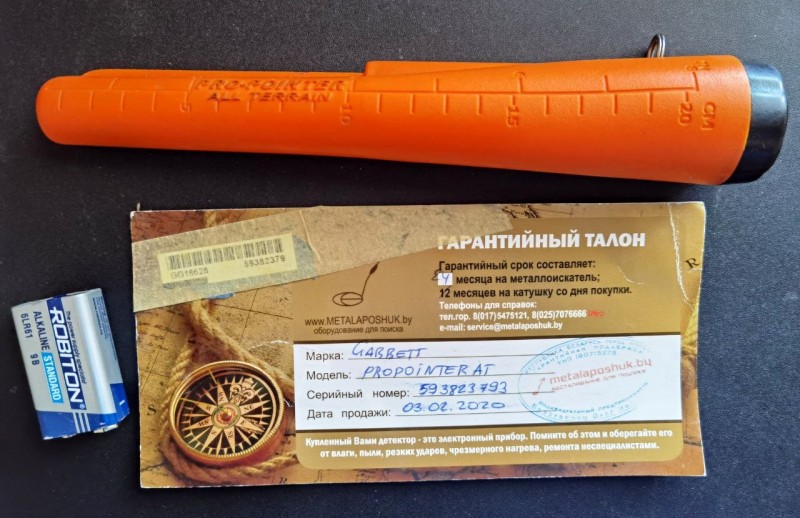 PRO-POINTER
ALL TERRAIN
5
10
15
20
CM
ГАРАНТИЙНЫЙ ТАЛОН
Гарантийный срок составляет:
4 месяца на металлоискатель;
12 месяцев на катушку со дня покупки.
Телефоны для справок:
тел.гор. 8(017)5475121, 8(025)7076666
e-mail: service@metalaposhuk.by
59382379
www.METALAPOSHUK.by
оборудование для поиска
Марка: GARRETT
Модель: PROPOINTER AT
Серийный номер: 593823793
Дата продажи: 03.02.2020
metalaposhuk.by
Купленный Вами детектор - это электронный прибор. Помните об этом и оберегайте его
от влаги, пыли, резких ударов, чрезмерного нагрева, ремонта неспециалистами.
ROBITON
STANDARD
ALKALINE
6LR61 9В